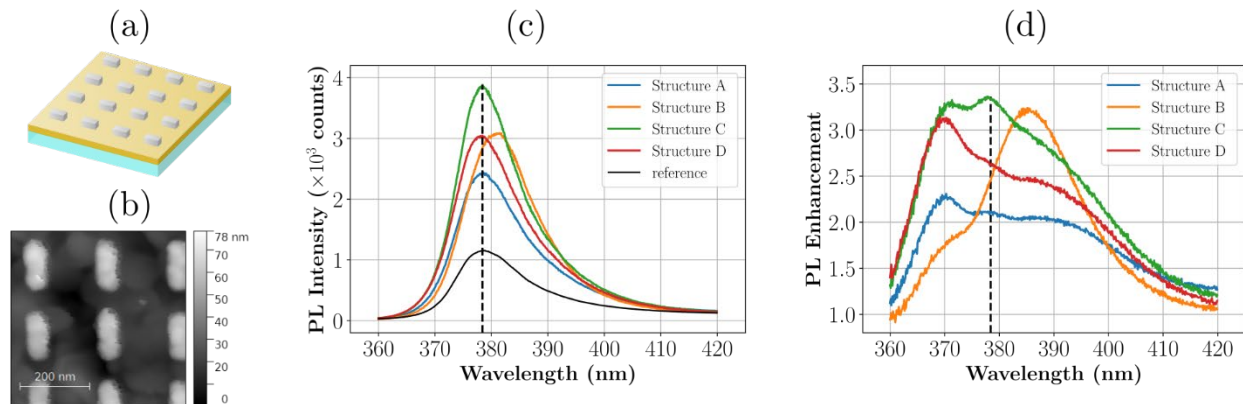 (a)
(b)
78 nm
70
60
50
40
30
20
0
200 nm
(c)
PL Intensity (×10³ counts)
4
3
2
1
0
360 370 380 390 400 410 420
Wavelength (nm)
Structure A
Structure B
Structure C
Structure D
reference
(d)
PL Enhancement
3.5
3.0
2.5
2.0
1.5
1.0
360 370 380 390 400 410 420
Wavelength (nm)
Structure A
Structure B
Structure C
Structure D